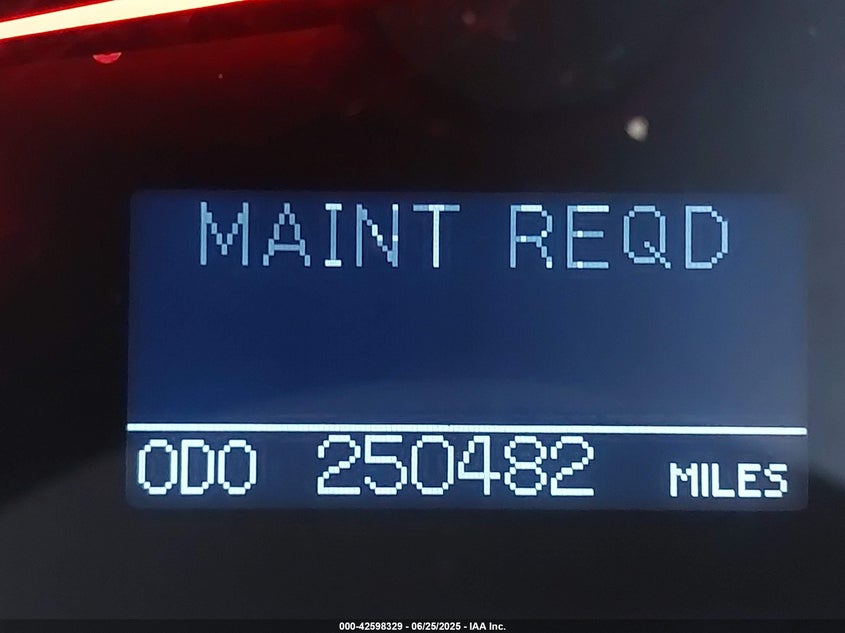 MAINT REQD
ODO 250482 MILES
000-42598329 - 06/25/2025 - IAA Inc.